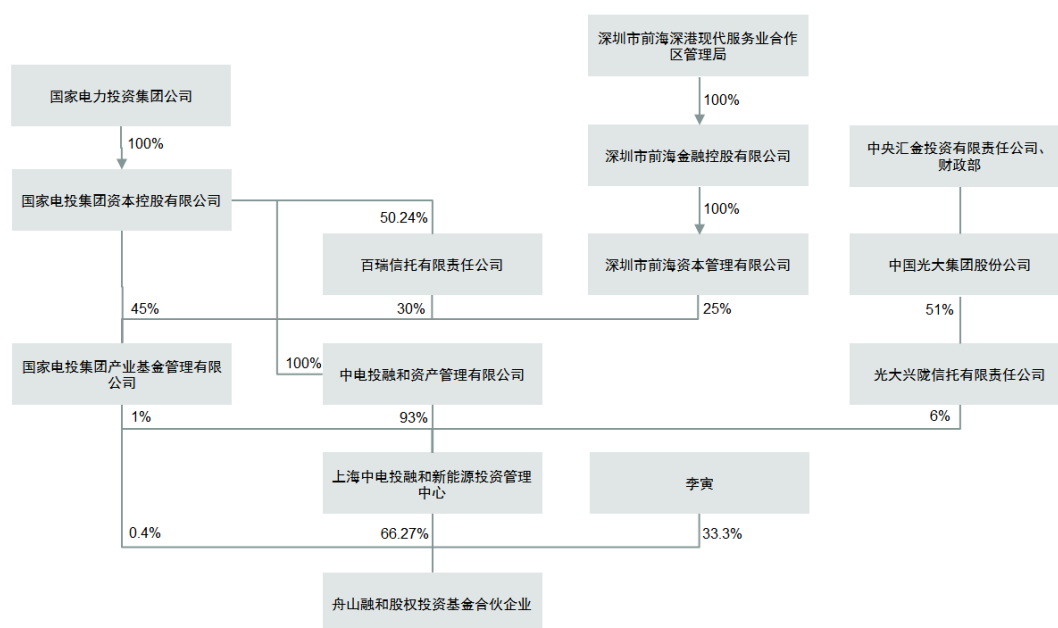 深圳市前海深港现代服务业合作
区管理局
国家电力投资集团公司
100%
100%
深圳市前海金融控股有限公司
中央汇金投资有限责任公司、
财政部
国家电投集团资本控股有限公司
50.24%
100%
百瑞信托有限责任公司
深圳市前海资本管理有限公司
中国光大集团股份公司
45%
30%
25%
51%
国家电投集团产业基金管理有限
公司
100%
中电投融和资产管理有限公司
光大兴陇信托有限责任公司
1%
93%
6%
上海中电投融和新能源投资管理
中心
李寅
0.4%
66.27%
33.3%
舟山融和股权投资基金合伙企业